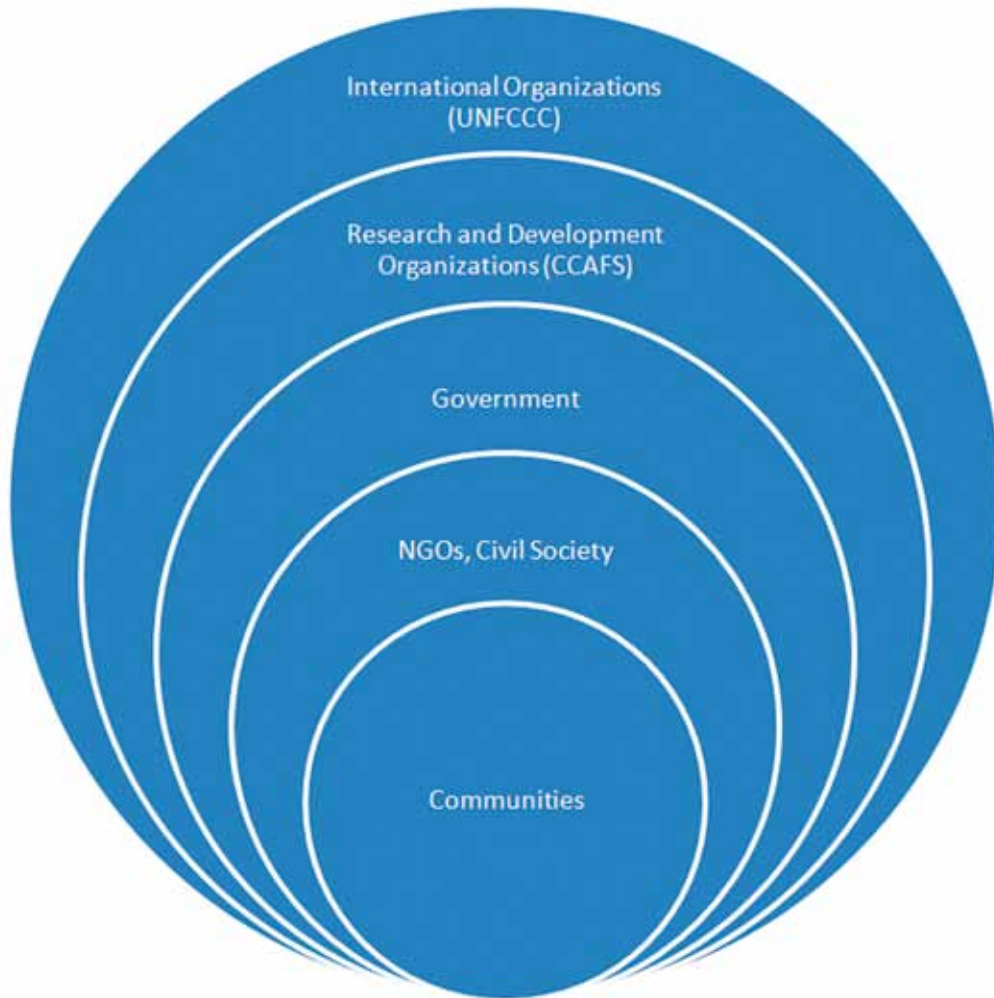 International Organizations
(UNFCCC)
Research and Development
Organizations (CCAFS)
Government
NGOs, Civil Society
Communities